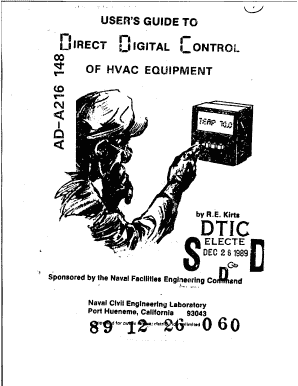 USER'S GUIDE TO
DIRECT DIGITAL CONTROL
OF HVAC EQUIPMENT
AD-A216 148
TEMP 70.0
by R.E. Kirts
DTIC
S ELECTE D
DEC 26 1989
D
Sponsored by the Naval Facilities Engineering Command
Naval Civil Engineering Laboratory
Port Hueneme, California 93043
89 12 26 060